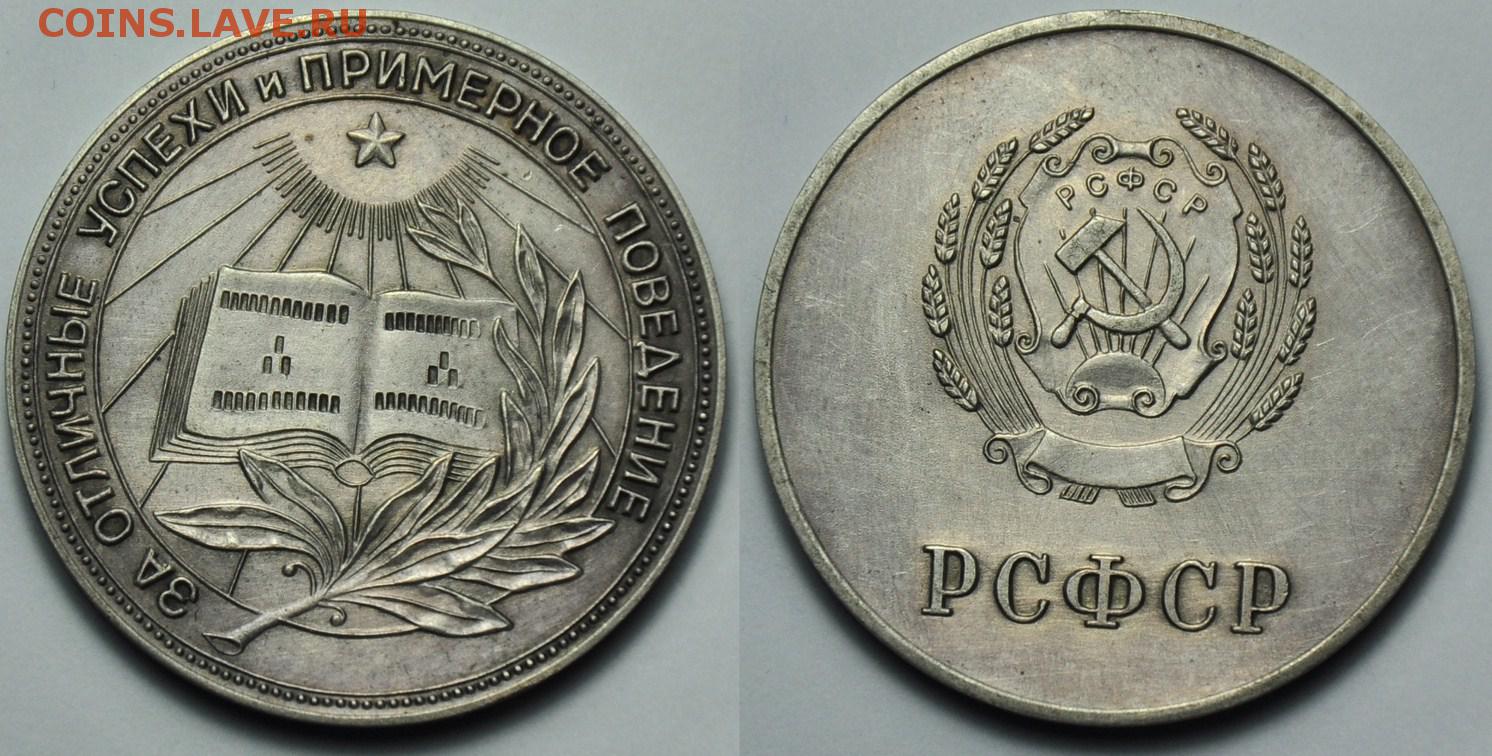 COINS.LAVE.RU
ЗА ОТЛИЧНЫЕ УСПЕХИ и ПРИМЕРНОЕ ПОВЕДЕНИЕ
РСФСР
РСФСР